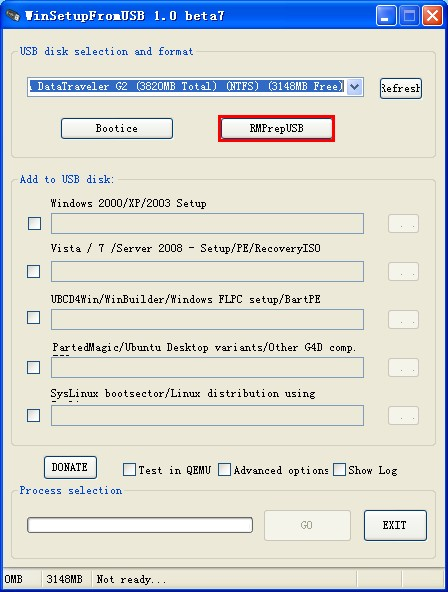 WinSetupFromUSB 1.0 beta7
USB disk selection and format
DataTraveler G2 (3820MB Total) (NTFS) (3148MB Free)
Refresh
Bootice
RMPrepUSB
Add to USB disk:
Windows 2000/XP/2003 Setup
Vista / 7 /Server 2008 - Setup/PE/RecoveryISO
UBCD4Win/WinBuilder/Windows FLPC setup/BartPE
PartedMagic/Ubuntu Desktop variants/Other G4D comp.
SysLinux bootsector/Linux distribution using
DONATE
Test in QEMU
Advanced options
Show Log
Process selection
GO
EXIT
0MB
3148MB
Not ready...